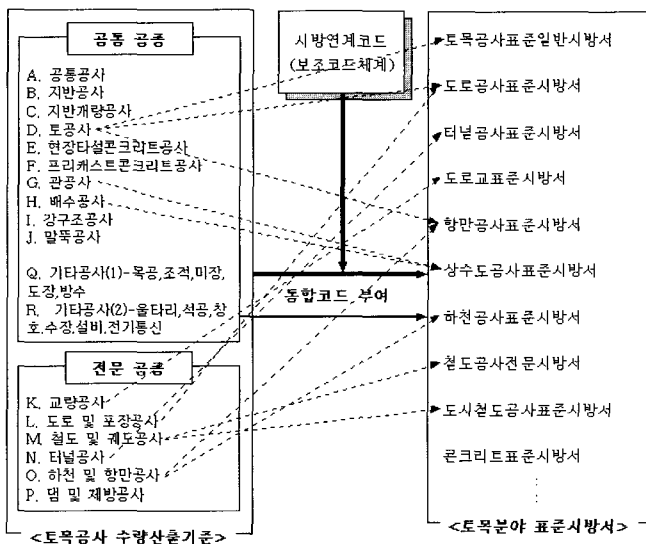 공통 공종
A. 공통공사
B. 지반공사
C. 지반개량공사
D. 토공사
E. 현장타설콘크리트공사
F. 프리캐스트콘크리트공사
G. 관공사
H. 배수공사
I. 강구조공사
J. 말뚝공사
Q. 기타공사(1)-목공,조적,미장,
도장,방수
R. 기타공사(2)-울타리,석공,창
호,수장,설비,전기통신
전문 공종
K. 교량공사
L. 도로 및 포장공사
M 철도 및 궤도공사
N. 터널공사
O. 하천 및 항만공사
P. 댐 및 제방공사
<토목공사 수량산출기준>
시방연계코드
(보조코드체계)
통합코드 부여
토목공사표준일반시방서
도로공사표준시방서
터널공사표준시방서
도로교표준시방서
항만공사표준시방서
상수도공사표준시방서
하천공사표준시방서
철도공사전문시방서
도시철도공사표준시방서
콘크리트표준시방서
:
:
<토목분야 표준시방서>